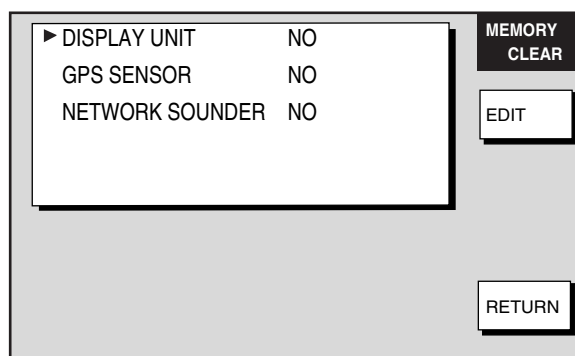 ▶ DISPLAY UNIT NO
GPS SENSOR NO
NETWORK SOUNDER NO
MEMORY
CLEAR
EDIT
RETURN